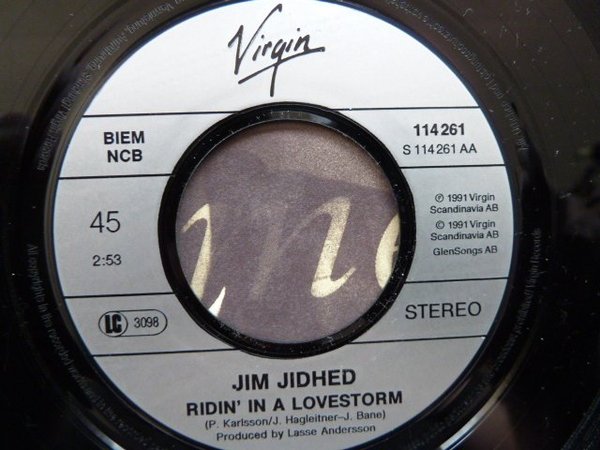 Virgin
BIEM
NCB
114 261
S 114 261 AA
45
2:53
℗ 1991 Virgin
Scandinavia AB
© 1991 Virgin
Scandinavia AB
GlenSongs AB
LC 3098
STEREO
JIM JIDHED
RIDIN' IN A LOVESTORM
(P. Karlsson/J. Hagleitner–J. Bane)
Produced by Lasse Andersson